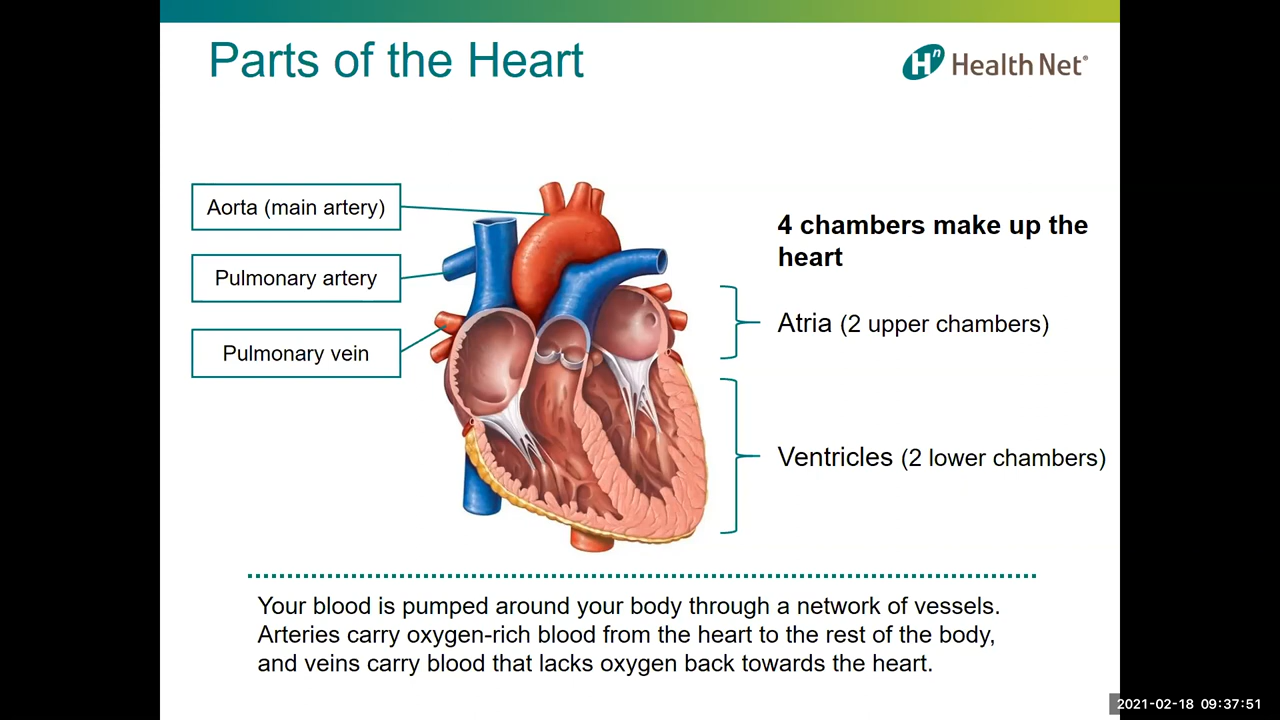 Parts of the Heart
Hn Health Net®
Aorta (main artery)
Pulmonary artery
Pulmonary vein
4 chambers make up the
heart
Atria (2 upper chambers)
Ventricles (2 lower chambers)
Your blood is pumped around your body through a network of vessels.
Arteries carry oxygen-rich blood from the heart to the rest of the body,
and veins carry blood that lacks oxygen back towards the heart.
2021-02-18 09:37:51